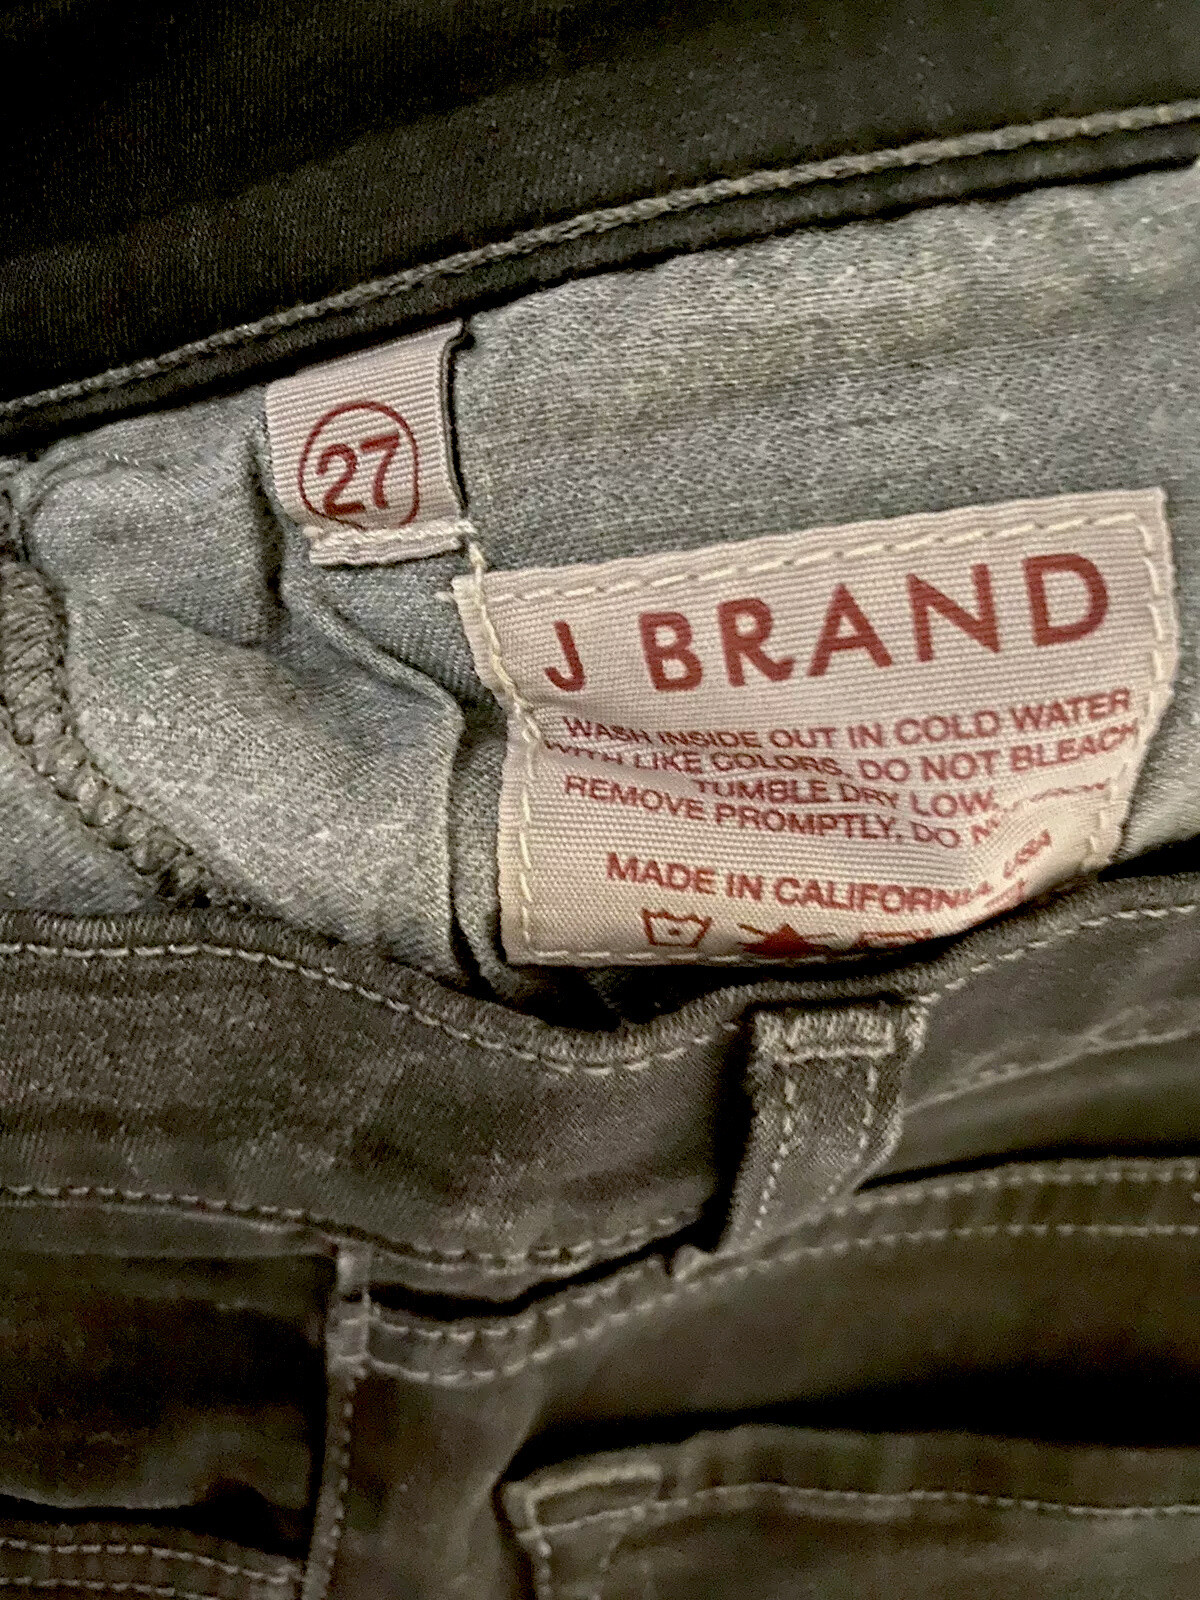 27
J BRAND
WASH INSIDE OUT IN COLD WATER
WITH LIKE COLORS. DO NOT BLEACH
TUMBLE DRY LOW.
REMOVE PROMPTLY. DO
MADE IN CALIFORNIA, USA